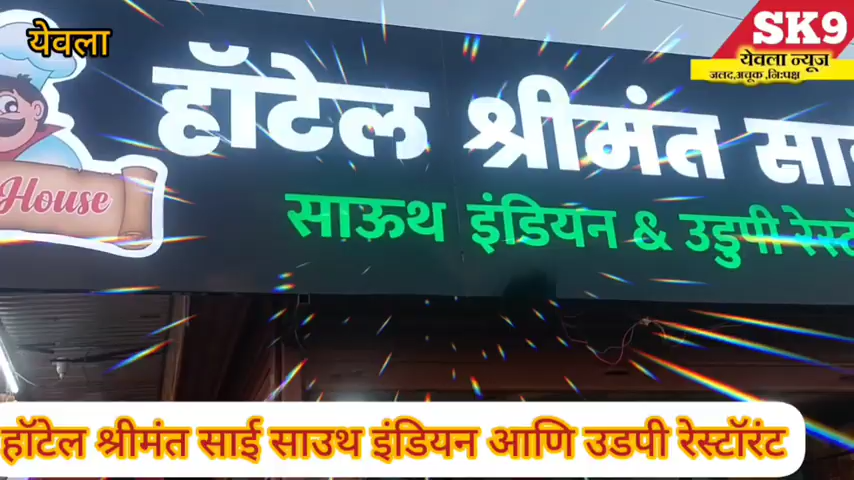 येवला
SK9
येवला न्यूज
जलद,अचूक,नि:पक्ष
हॉटेल श्रीमंत
साऊथ इंडियन & उडुपी
House
हॉटेल श्रीमंत साई साउथ इंडियन आणि उडपी रेस्टॉरंट